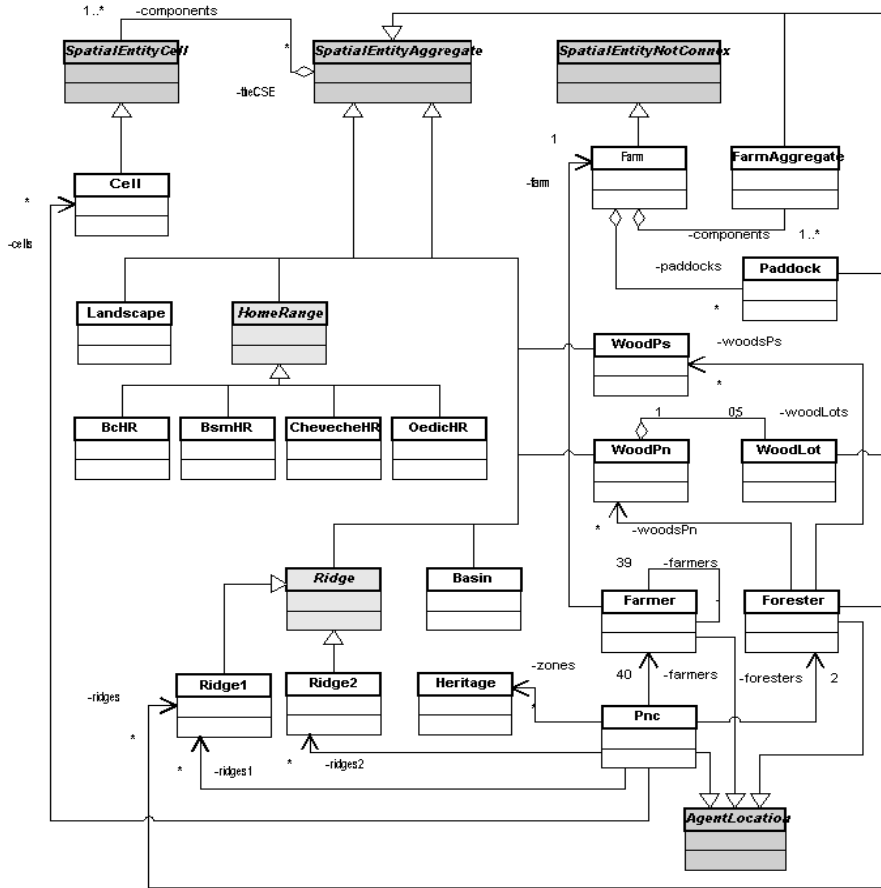 1..* -components
SpatialEntityCell
*
SpatialEntityAggregate
SpatialEntityNotConnex
-theCSE
1
Farm
FarmAggregate
Cell
*
-farm
-cells
-components 1..*
-paddocks
Paddock
*
Landscape
HomeRange
WoodPs
-woodsPs
*
BcHR
BsmHR
ChevecheHR
OedicHR
1 0,5 -woodLots
WoodPn
WoodLot
* -woodsPn
39 -farmers
Ridge
Basin
Farmer
Forester
-zones
40 -farmers
-foresters 2
Ridge1
Ridge2
Heritage
-ridges
*
*
Pnc
* -ridges1
* -ridges2
AgentLocation